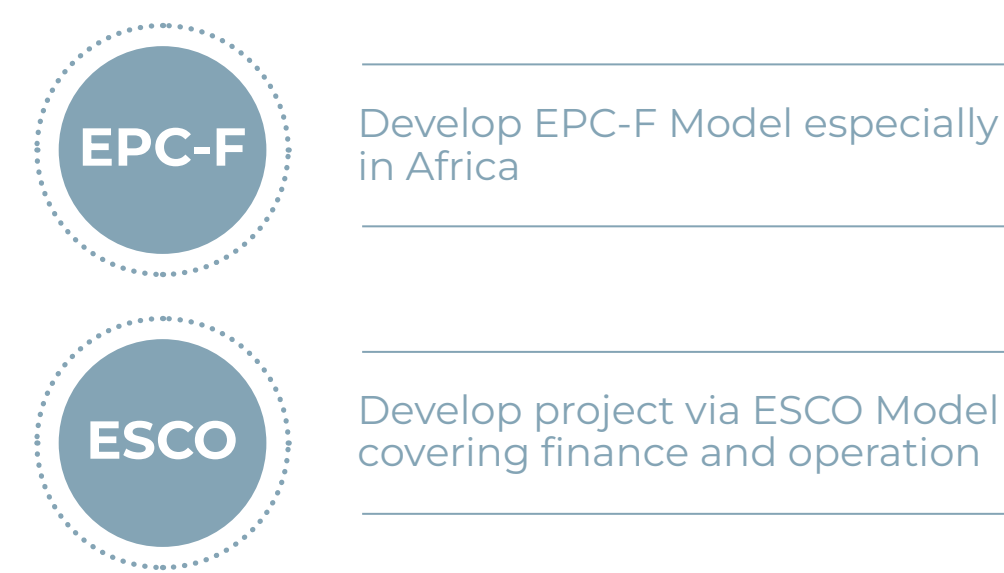 EPC-F
Develop EPC-F Model especially
in Africa
ESCO
Develop project via ESCO Model
covering finance and operation